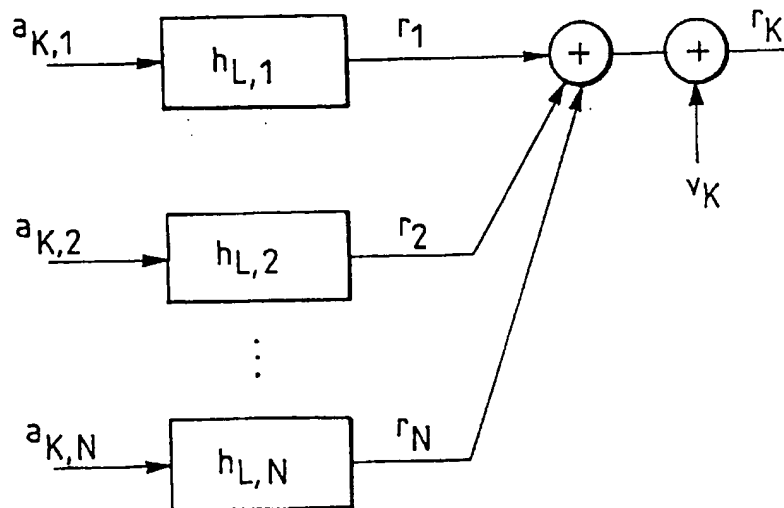 a_K,1 h_L,1 r_1 + + r_K
v_K
a_K,2 h_L,2 r_2
⋮
a_K,N h_L,N r_N